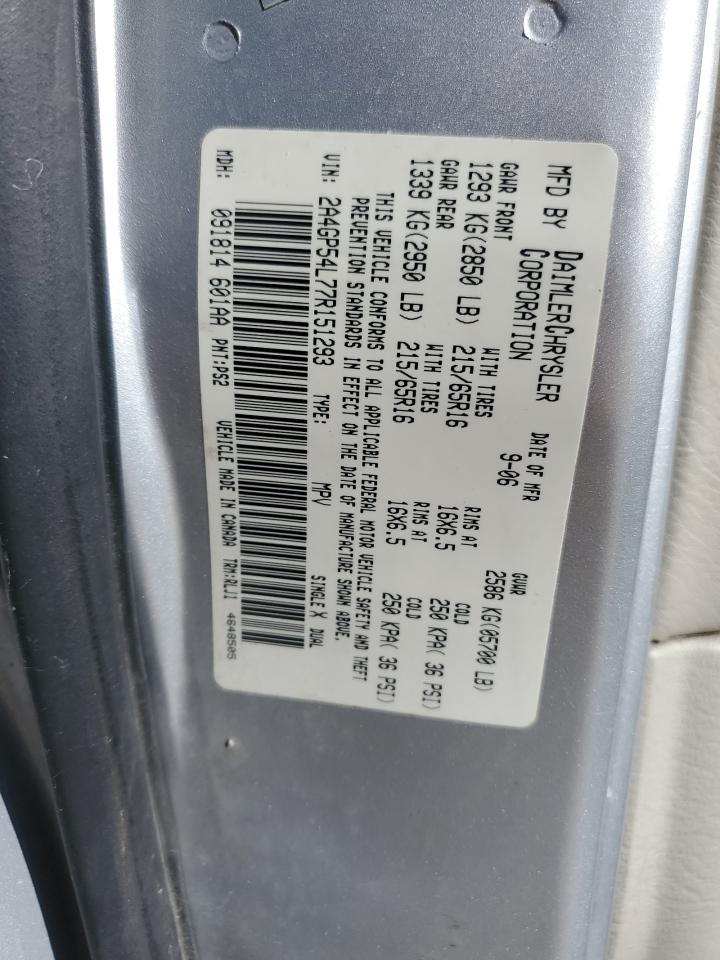 MFD BY DAIMLERCHRYSLER CORPORATION DATE OF MFR 9-06 GVWR 2586 KG(05700 LB)
GAWR FRONT WITH TIRES RIMS AT COLD
1293 KG(2850 LB) 215/65R16 16X6.5 250 KPA( 36 PSI)
GAWR REAR WITH TIRES RIMS AT COLD
1339 KG(2950 LB) 215/65R16 16X6.5 250 KPA( 36 PSI)
THIS VEHICLE CONFORMS TO ALL APPLICABLE FEDERAL MOTOR VEHICLE SAFETY AND THEFT
PREVENTION STANDARDS IN EFFECT ON THE DATE OF MANUFACTURE SHOWN ABOVE.
VIN: 2A4GP54L77R151293 TYPE: MPV SINGLE X DUAL
MDH: 091814 601AA PNT:PS2 VEHICLE MADE IN CANADA TRM:RLJ1 4648505